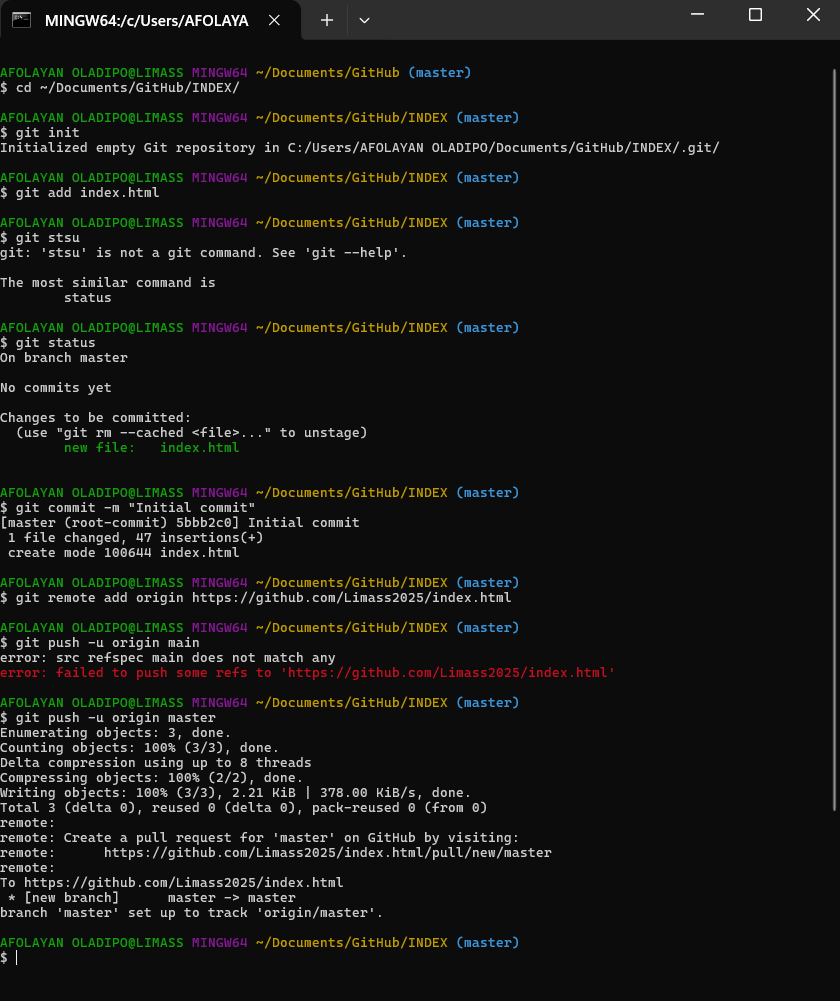 MINGW64:/c/Users/AFOLAYA
AFOLAYAN OLADIPO@LIMASS MINGW64 ~/Documents/GitHub (master)
$ cd ~/Documents/GitHub/INDEX/
AFOLAYAN OLADIPO@LIMASS MINGW64 ~/Documents/GitHub/INDEX (master)
$ git init
Initialized empty Git repository in C:/Users/AFOLAYAN OLADIPO/Documents/GitHub/INDEX/.git/
AFOLAYAN OLADIPO@LIMASS MINGW64 ~/Documents/GitHub/INDEX (master)
$ git add index.html
AFOLAYAN OLADIPO@LIMASS MINGW64 ~/Documents/GitHub/INDEX (master)
$ git stsu
git: 'stsu' is not a git command. See 'git --help'.
The most similar command is
        status
AFOLAYAN OLADIPO@LIMASS MINGW64 ~/Documents/GitHub/INDEX (master)
$ git status
On branch master
No commits yet
Changes to be committed:
  (use "git rm --cached <file>..." to unstage)
        new file:   index.html
AFOLAYAN OLADIPO@LIMASS MINGW64 ~/Documents/GitHub/INDEX (master)
$ git commit -m "Initial commit"
[master (root-commit) 5bbb2c0] Initial commit
 1 file changed, 47 insertions(+)
 create mode 100644 index.html
AFOLAYAN OLADIPO@LIMASS MINGW64 ~/Documents/GitHub/INDEX (master)
$ git remote add origin https://github.com/Limass2025/index.html
AFOLAYAN OLADIPO@LIMASS MINGW64 ~/Documents/GitHub/INDEX (master)
$ git push -u origin main
error: src refspec main does not match any
error: failed to push some refs to 'https://github.com/Limass2025/index.html'
AFOLAYAN OLADIPO@LIMASS MINGW64 ~/Documents/GitHub/INDEX (master)
$ git push -u origin master
Enumerating objects: 3, done.
Counting objects: 100% (3/3), done.
Delta compression using up to 8 threads
Compressing objects: 100% (2/2), done.
Writing objects: 100% (3/3), 2.21 KiB | 378.00 KiB/s, done.
Total 3 (delta 0), reused 0 (delta 0), pack-reused 0 (from 0)
remote:
remote: Create a pull request for 'master' on GitHub by visiting:
remote:      https://github.com/Limass2025/index.html/pull/new/master
remote:
To https://github.com/Limass2025/index.html
 * [new branch]      master -> master
branch 'master' set up to track 'origin/master'.
AFOLAYAN OLADIPO@LIMASS MINGW64 ~/Documents/GitHub/INDEX (master)
$